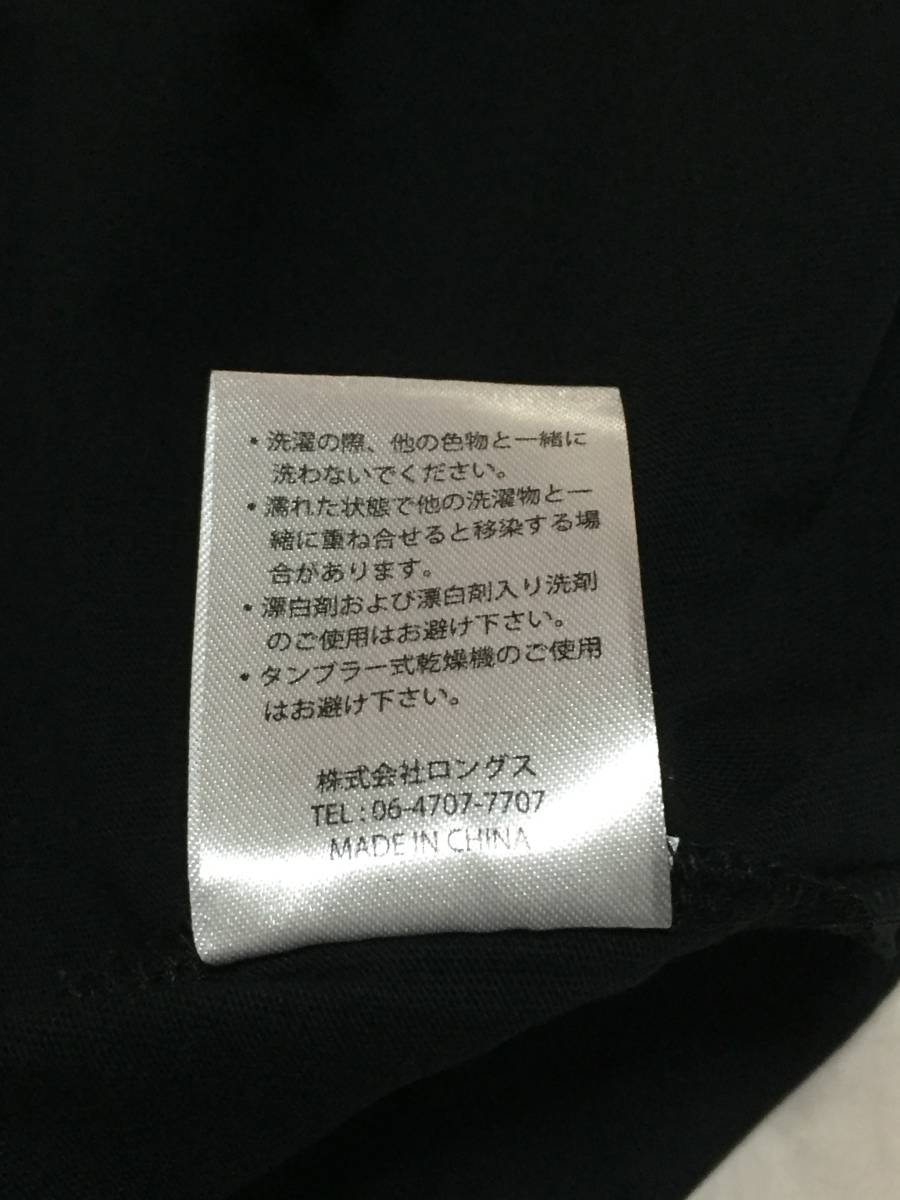 ・洗濯の際、他の色物と一緒に
洗わないでください。
・濡れた状態で他の洗濯物と一
緒に重ね合せると移染する場
合があります。
・漂白剤および漂白剤入り洗剤
のご使用はお避け下さい。
・タンブラー式乾燥機のご使用
はお避け下さい。
株式会社ロングス
TEL : 06-4707-7707
MADE IN CHINA